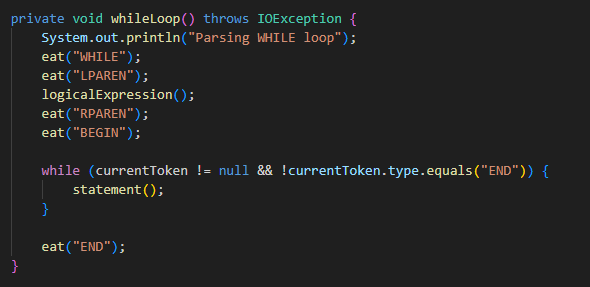 private void whileLoop() throws IOException {
    System.out.println("Parsing WHILE loop");
    eat("WHILE");
    eat("LPAREN");
    logicalExpression();
    eat("RPAREN");
    eat("BEGIN");

    while (currentToken != null && !currentToken.type.equals("END")) {
        statement();
    }

    eat("END");
}